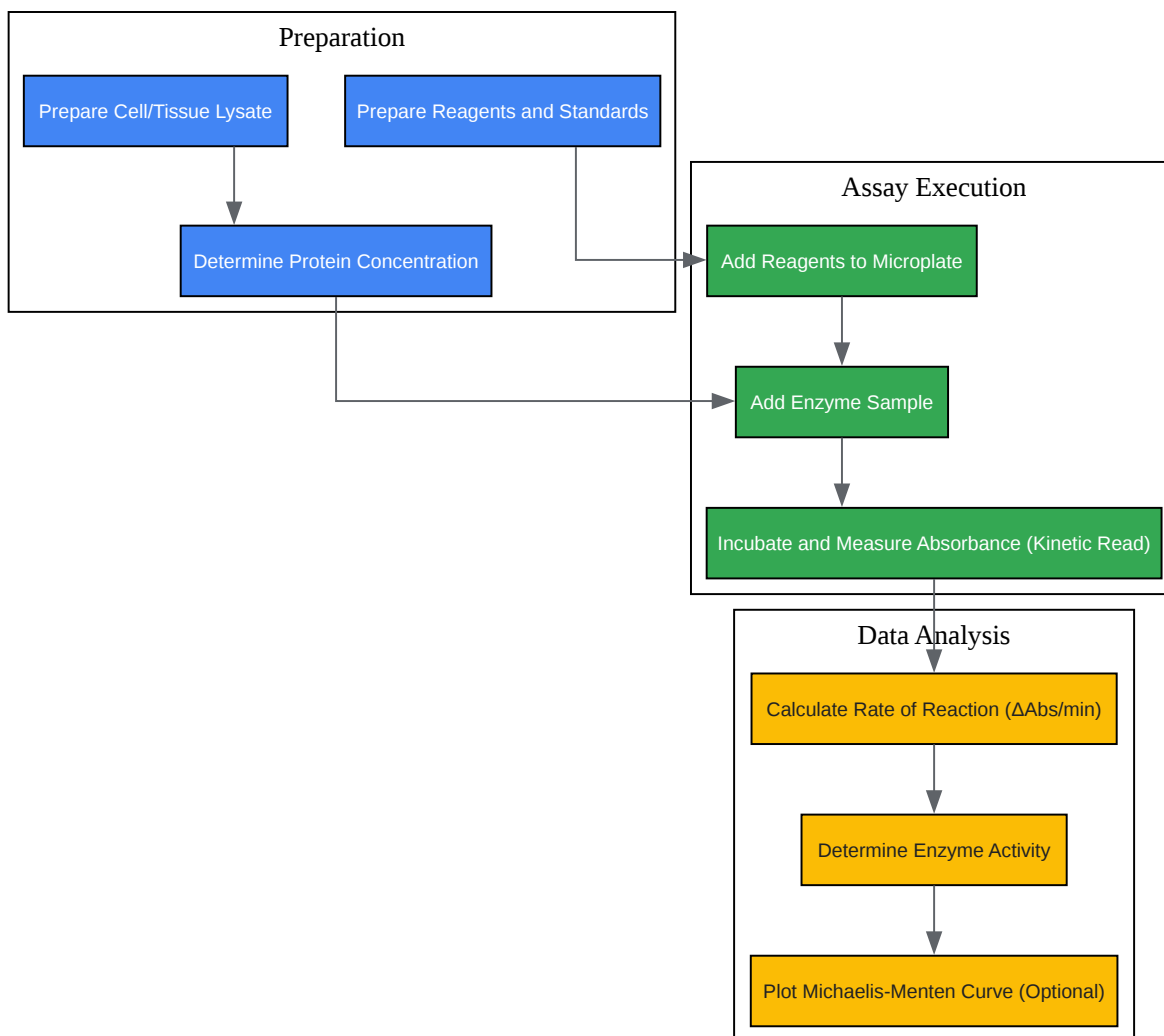 Preparation
Prepare Cell/Tissue Lysate
Prepare Reagents and Standards
Determine Protein Concentration
Assay Execution
Add Reagents to Microplate
Add Enzyme Sample
Incubate and Measure Absorbance (Kinetic Read)
Data Analysis
Calculate Rate of Reaction (ΔAbs/min)
Determine Enzyme Activity
Plot Michaelis-Menten Curve (Optional)